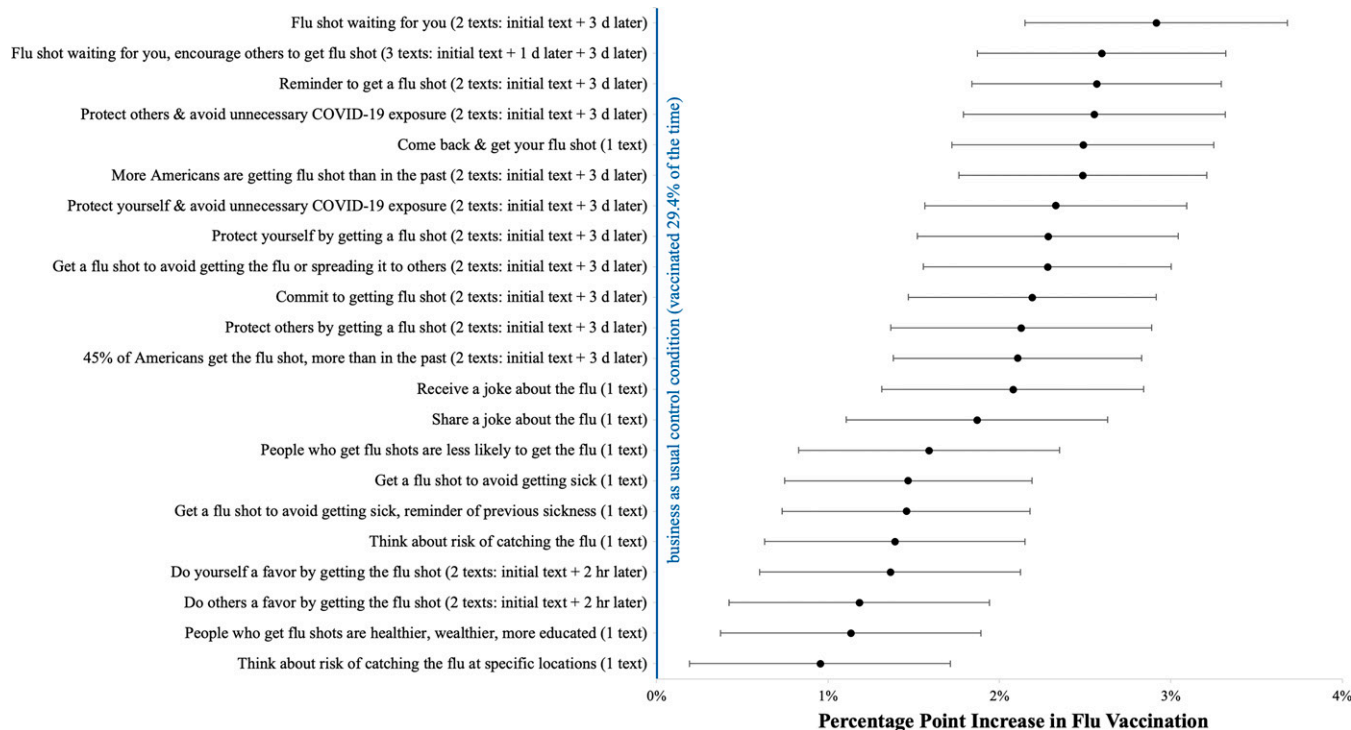 Flu shot waiting for you (2 texts: initial text + 3 d later)
Flu shot waiting for you, encourage others to get flu shot (3 texts: initial text + 1 d later + 3 d later)
Reminder to get a flu shot (2 texts: initial text + 3 d later)
Protect others & avoid unnecessary COVID-19 exposure (2 texts: initial text + 3 d later)
Come back & get your flu shot (1 text)
More Americans are getting flu shot than in the past (2 texts: initial text + 3 d later)
Protect yourself & avoid unnecessary COVID-19 exposure (2 texts: initial text + 3 d later)
Protect yourself by getting a flu shot (2 texts: initial text + 3 d later)
Get a flu shot to avoid getting the flu or spreading it to others (2 texts: initial text + 3 d later)
Commit to getting flu shot (2 texts: initial text + 3 d later)
Protect others by getting a flu shot (2 texts: initial text + 3 d later)
45% of Americans get the flu shot, more than in the past (2 texts: initial text + 3 d later)
Receive a joke about the flu (1 text)
Share a joke about the flu (1 text)
People who get flu shots are less likely to get the flu (1 text)
Get a flu shot to avoid getting sick (1 text)
Get a flu shot to avoid getting sick, reminder of previous sickness (1 text)
Think about risk of catching the flu (1 text)
Do yourself a favor by getting the flu shot (2 texts: initial text + 2 hr later)
Do others a favor by getting the flu shot (2 texts: initial text + 2 hr later)
People who get flu shots are healthier, wealthier, more educated (1 text)
Think about risk of catching the flu at specific locations (1 text)
business as usual control condition (vaccinated 29.4% of the time)
0% 1% 2% 3% 4%
Percentage Point Increase in Flu Vaccination